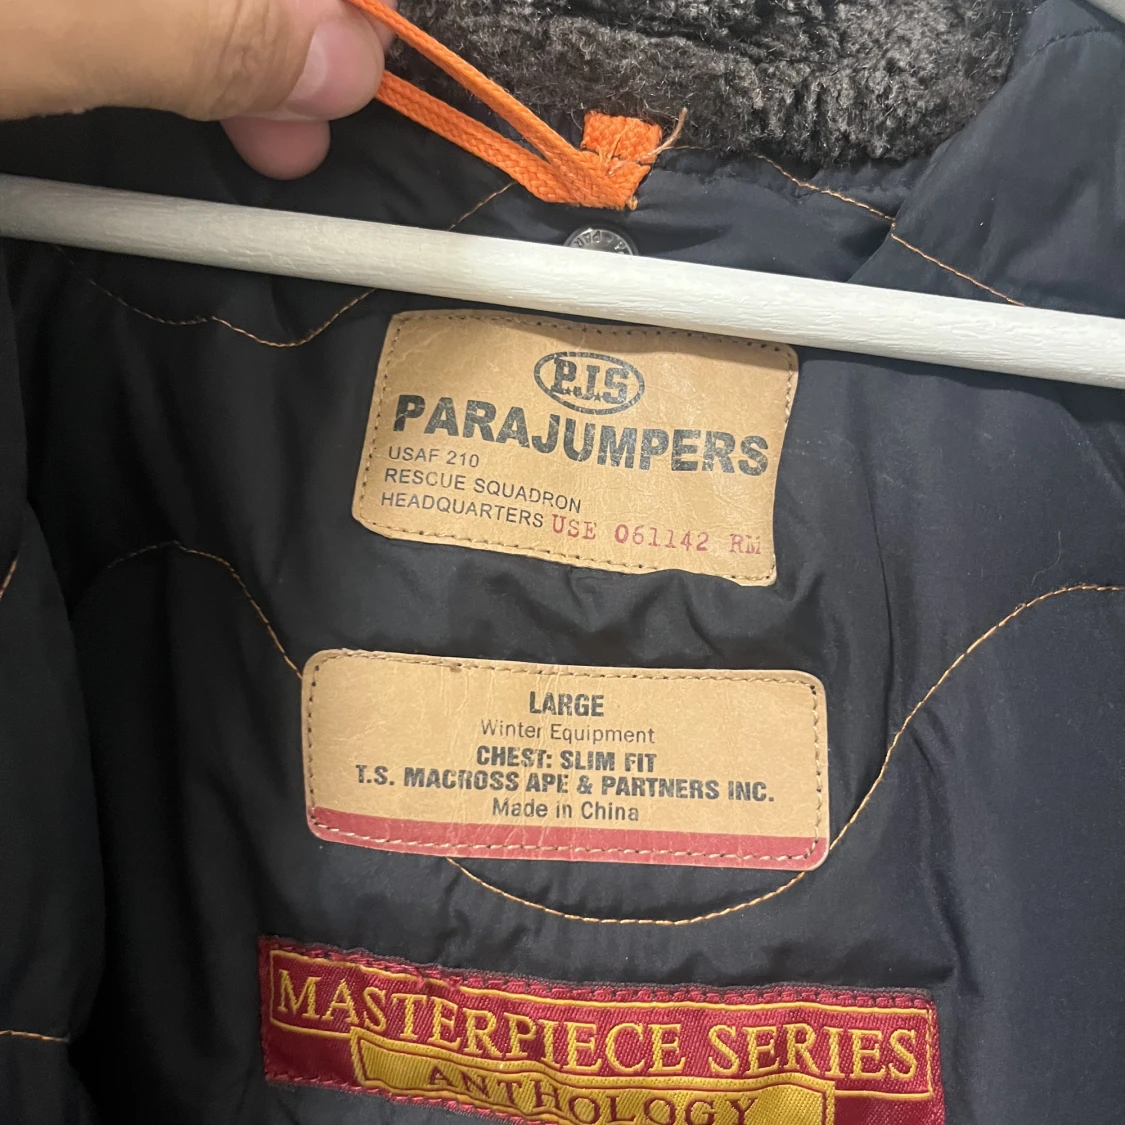 PAR
P.J.S
PARAJUMPERS
USAF 210
RESCUE SQUADRON
HEADQUARTERS USE 061142 RM
LARGE
Winter Equipment
CHEST: SLIM FIT
T.S. MACROSS APE & PARTNERS INC.
Made in China
MASTERPIECE SERIES
ANTHOLOGY